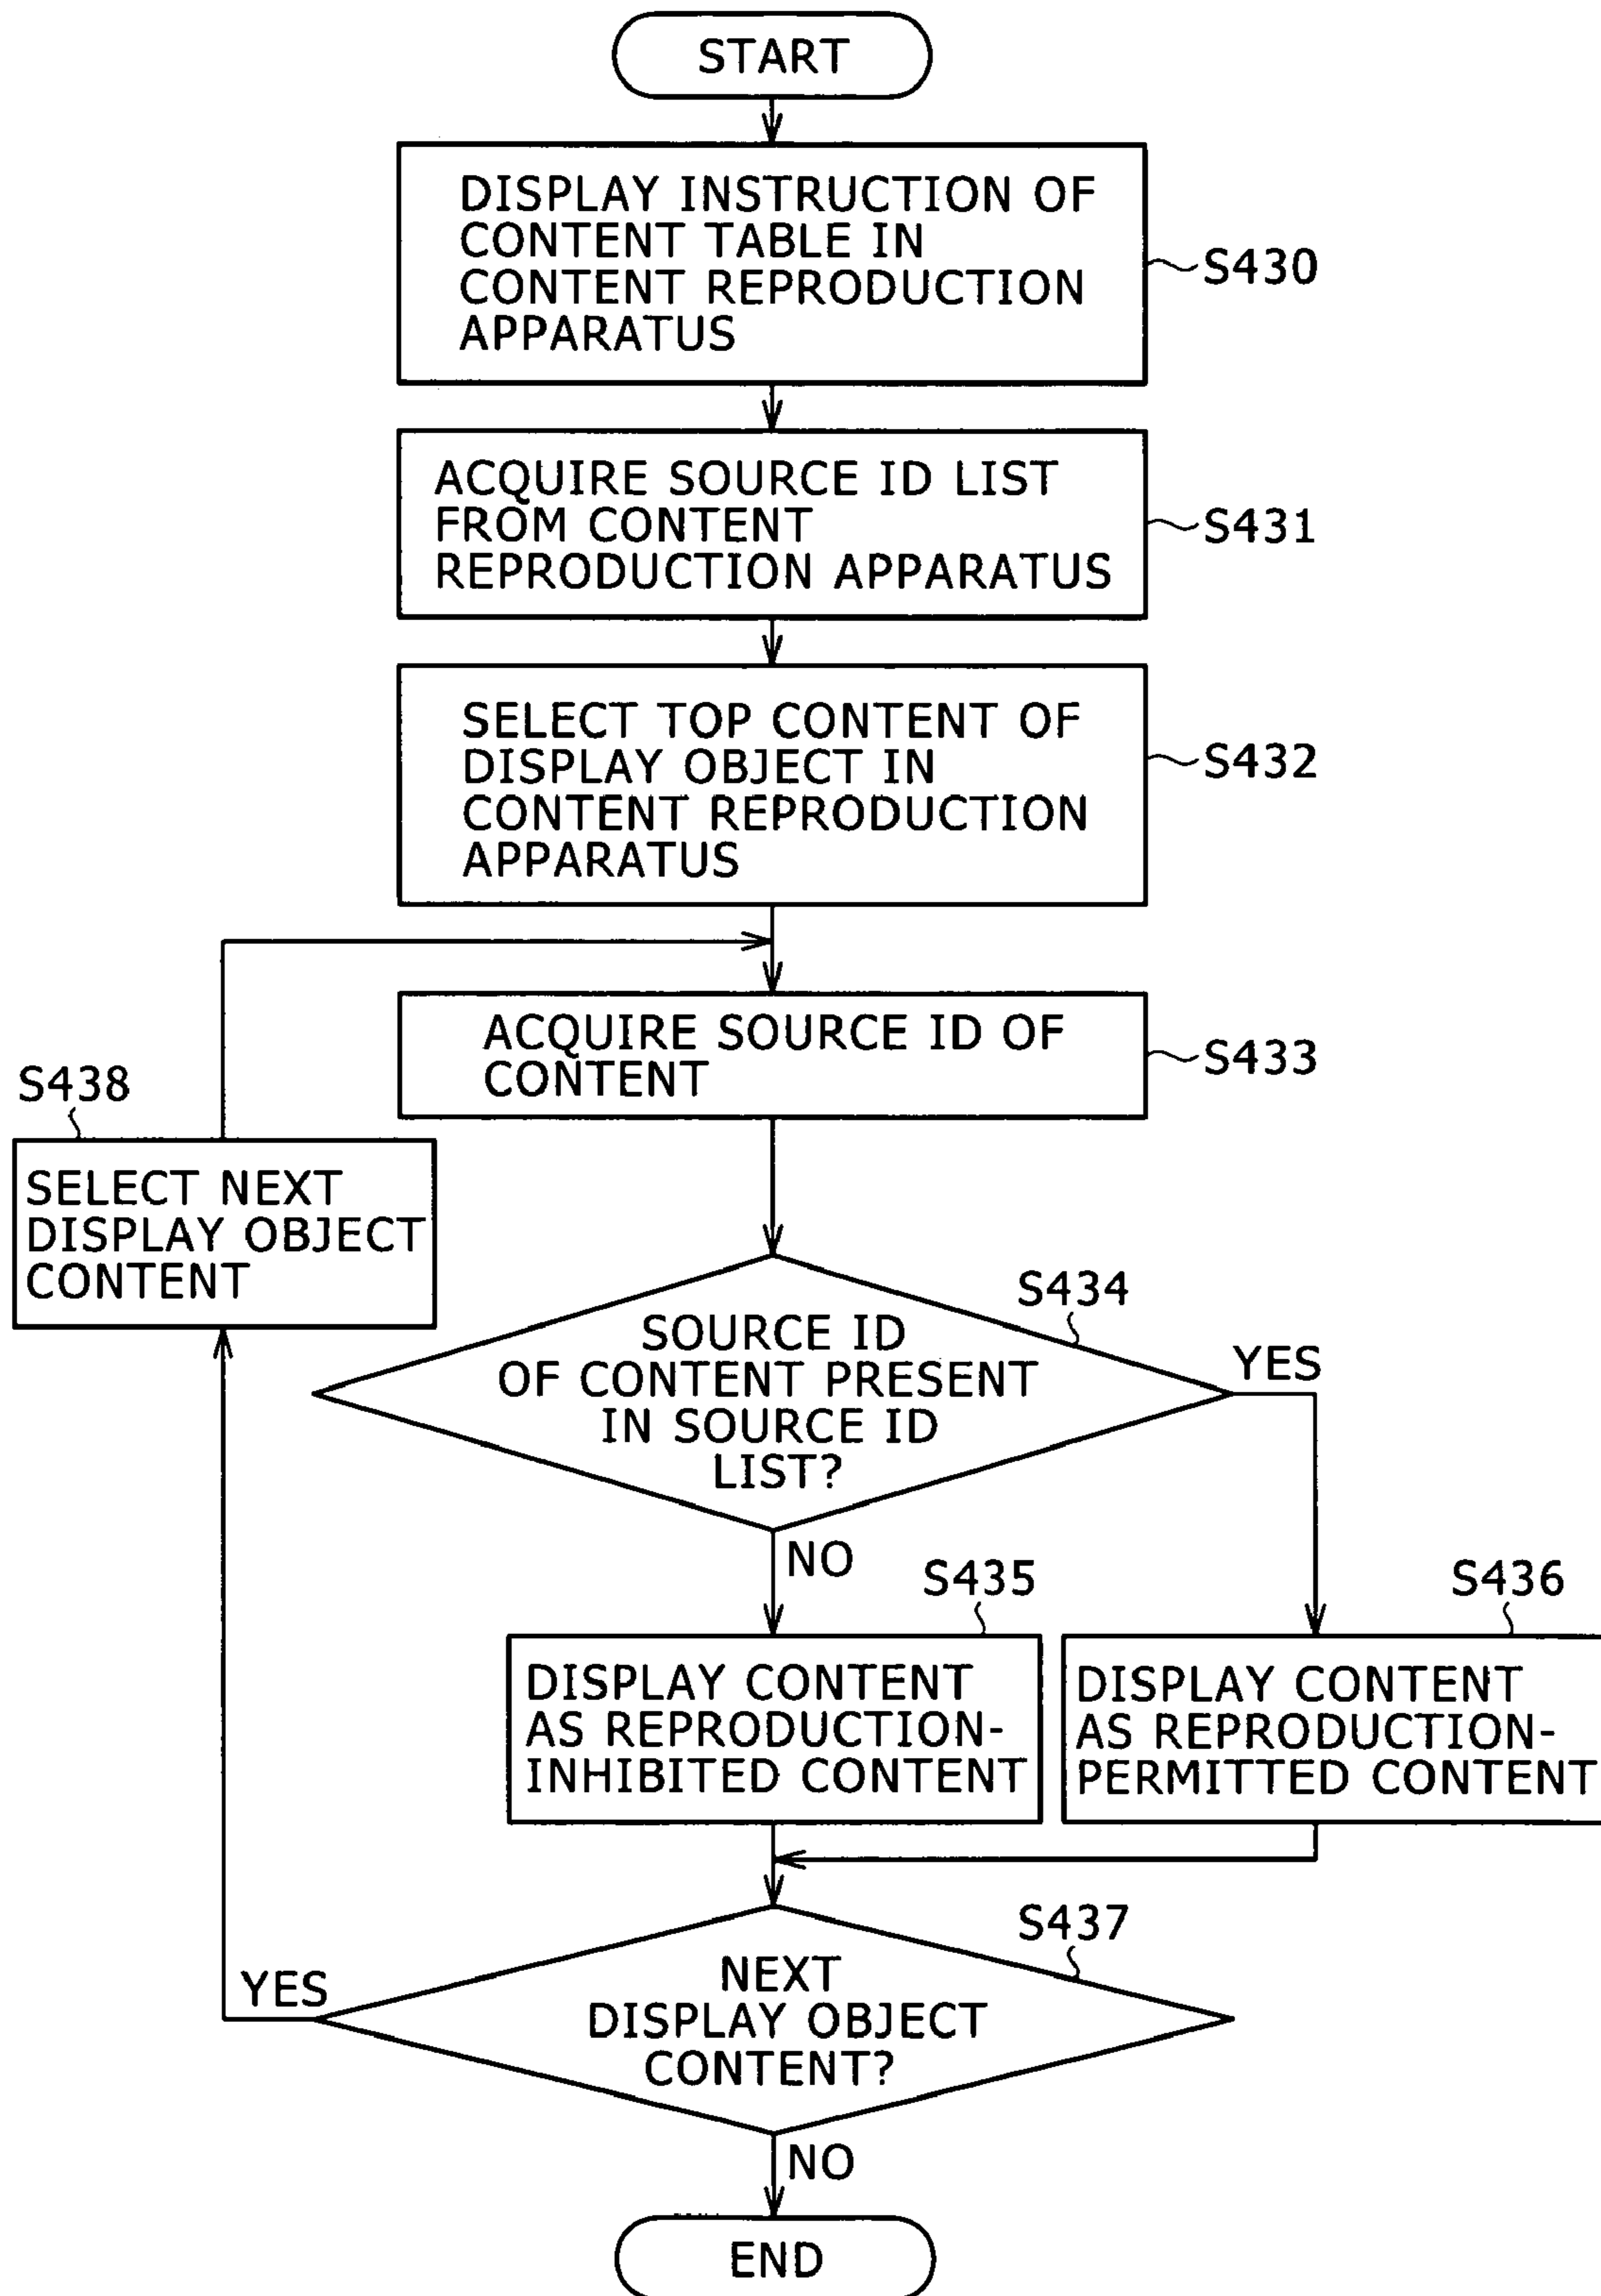 START
DISPLAY INSTRUCTION OF
CONTENT TABLE IN
CONTENT REPRODUCTION
APPARATUS
S430
ACQUIRE SOURCE ID LIST
FROM CONTENT
REPRODUCTION APPARATUS
S431
SELECT TOP CONTENT OF
DISPLAY OBJECT IN
CONTENT REPRODUCTION
APPARATUS
S432
ACQUIRE SOURCE ID OF
CONTENT
S433
S438
SELECT NEXT
DISPLAY OBJECT
CONTENT
S434
SOURCE ID
OF CONTENT PRESENT
IN SOURCE ID
LIST?
YES
NO
S435
DISPLAY CONTENT
AS REPRODUCTION-
INHIBITED CONTENT
S436
DISPLAY CONTENT
AS REPRODUCTION-
PERMITTED CONTENT
S437
NEXT
DISPLAY OBJECT
CONTENT?
YES
NO
END